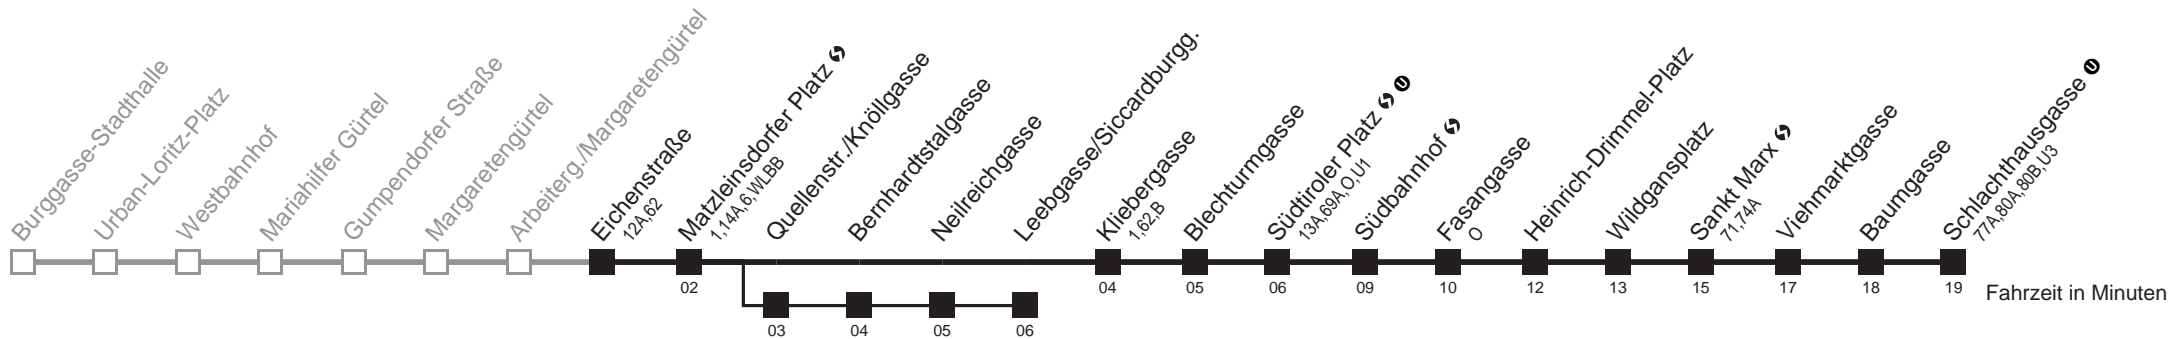 Burggasse-Stadthalle
Urban-Loritz-Platz
Westbahnhof
Mariahilfer Gürtel
Gumpendorfer Straße
Margaretengürtel
Arbeiterg./Margaretengürtel
Eichenstraße
12A,62
Matzleinsdorfer Platz
1,14A,6,WLBB
Quellenstr./Knöllgasse
Bernhardtstalgasse
Neilreichgasse
Leebgasse/Siccardburgg.
Kliebergasse
1,62,B
Blechturmgasse
Südtiroler Platz U
13A,69A,O,U1
Südbahnhof
Fasangasse
O
Heinrich-Drimmel-Platz
Wildgansplatz
Sankt Marx
71,74A
Viehmarktgasse
Baumgasse
Schlachthausgasse U
77A,80A,80B,U3
02 04 05 06 09 10 12 13 15 17 18 19
Fahrzeit in Minuten
03 04 05 06